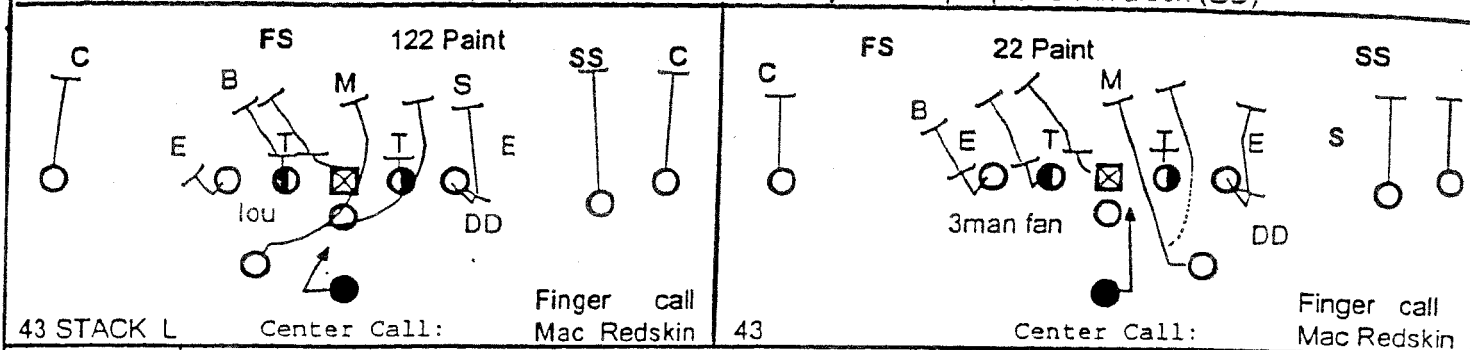 FS 122 Paint
C SS C
B M S
E T T E
lou
DD
Finger call
43 STACK L Center Call: Mac Redskin
FS 22 Paint SS
C M
B
E T T E S
3man fan
DD
Finger call
43 Center Call: Mac Redskin